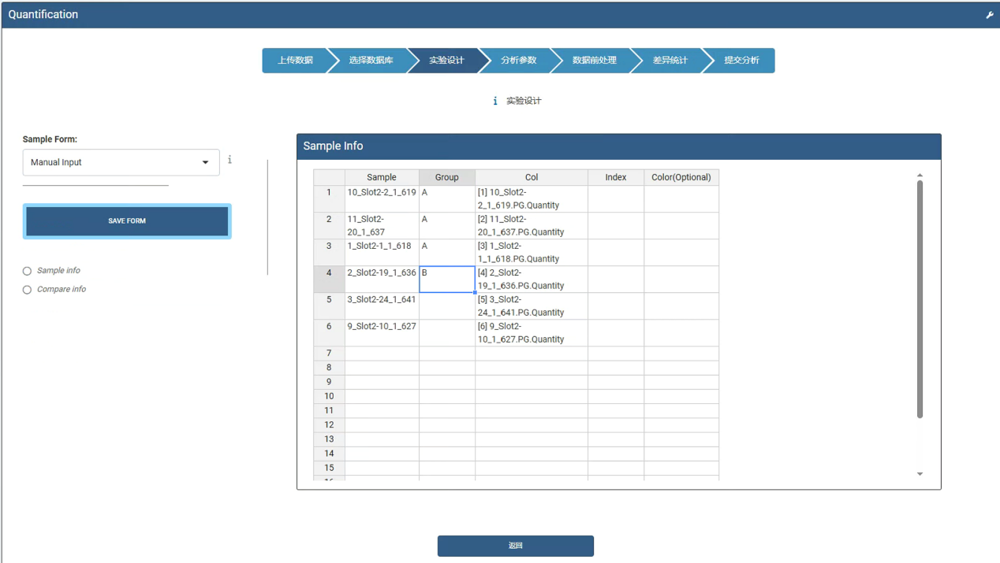 Quantification
上传数据 选择数据库 实验设计 分析参数 数据前处理 差异统计 提交分析
i 实验设计
Sample Form:
Manual Input
i
SAVE FORM
Sample info
Compare info
Sample Info
Sample Group Col Index Color(Optional)
1 10_Slot2-2_1_619 A [1] 10_Slot2-
2_1_619.PG.Quantity
2 11_Slot2- A [2] 11_Slot2-
20_1_637 20_1_637.PG.Quantity
3 1_Slot2-1_1_618 A [3] 1_Slot2-
1_1_618.PG.Quantity
4 2_Slot2-19_1_636 B [4] 2_Slot2-
19_1_636.PG.Quantity
5 3_Slot2-24_1_641 [5] 3_Slot2-
24_1_641.PG.Quantity
6 9_Slot2-10_1_627 [6] 9_Slot2-
10_1_627.PG.Quantity
7
8
9
10
11
12
13
14
15
返回